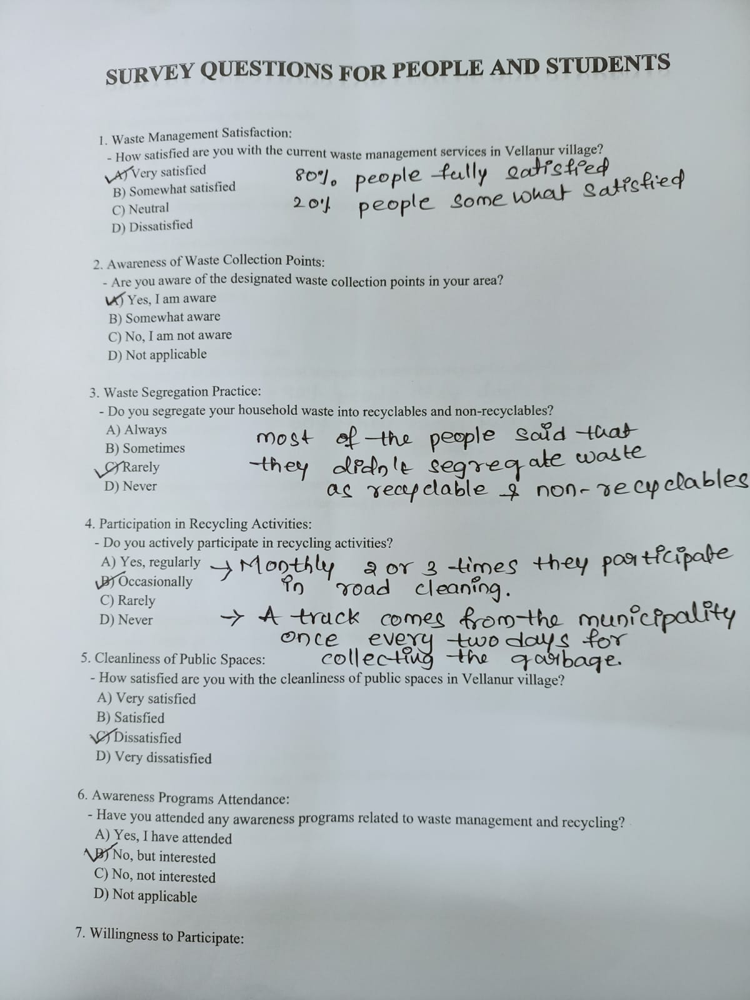 SURVEY QUESTIONS FOR PEOPLE AND STUDENTS
1. Waste Management Satisfaction:
- How satisfied are you with the current waste management services in Vellanur village?
A) Very satisfied
80% people fully satisfied
B) Somewhat satisfied
20% people some what satisfied
C) Neutral
D) Dissatisfied
2. Awareness of Waste Collection Points:
- Are you aware of the designated waste collection points in your area?
A) Yes, I am aware
B) Somewhat aware
C) No, I am not aware
D) Not applicable
3. Waste Segregation Practice:
- Do you segregate your household waste into recyclables and non-recyclables?
A) Always
most of the people said that
B) Sometimes
they didn't segregate waste
C) Rarely
as recyclable & non-recyclables
D) Never
4. Participation in Recycling Activities:
- Do you actively participate in recycling activities?
A) Yes, regularly
→ Monthly 2 or 3 times they participate
B) Occasionally
in road cleaning.
C) Rarely
D) Never
→ A truck comes from the municipality
once every two days for
collecting the garbage.
5. Cleanliness of Public Spaces:
- How satisfied are you with the cleanliness of public spaces in Vellanur village?
A) Very satisfied
B) Satisfied
C) Dissatisfied
D) Very dissatisfied
6. Awareness Programs Attendance:
- Have you attended any awareness programs related to waste management and recycling?
A) Yes, I have attended
B) No, but interested
C) No, not interested
D) Not applicable
7. Willingness to Participate: